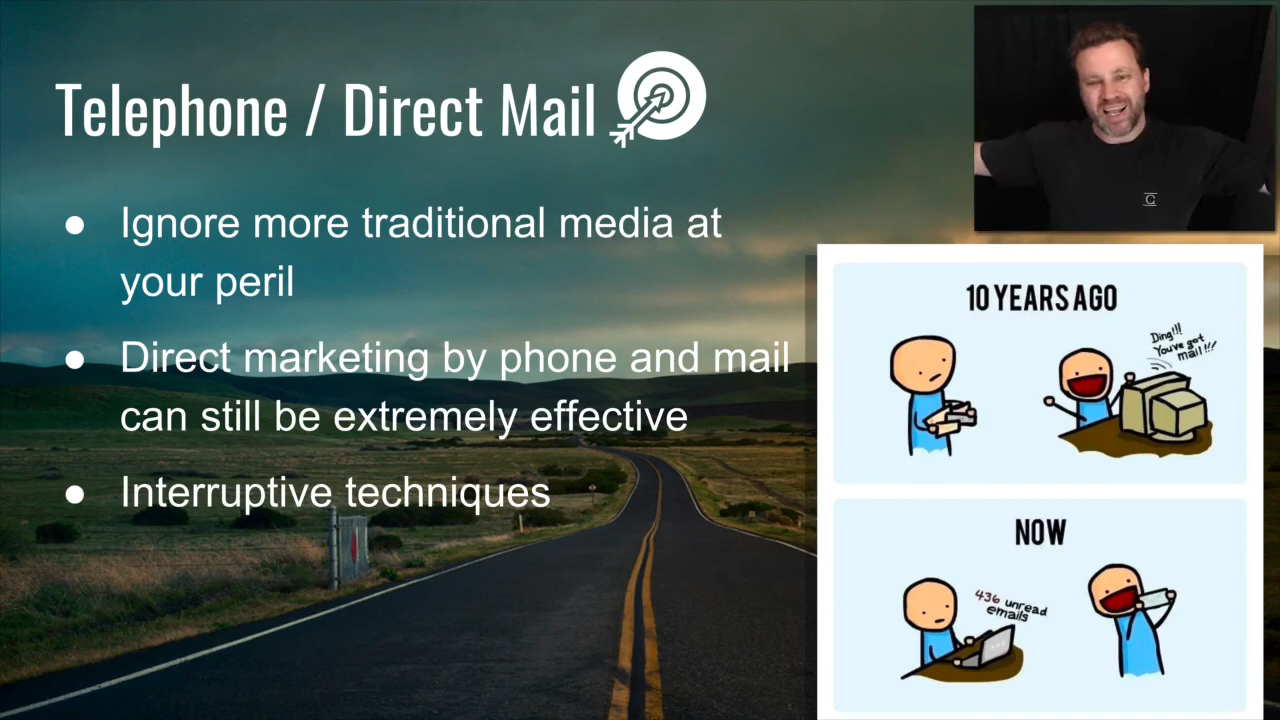 Telephone / Direct Mail
● Ignore more traditional media at
your peril
● Direct marketing by phone and mail
can still be extremely effective
● Interruptive techniques
C
10 YEARS AGO
Ding!!!
You've got
mail!!!
NOW
436 unread
emails